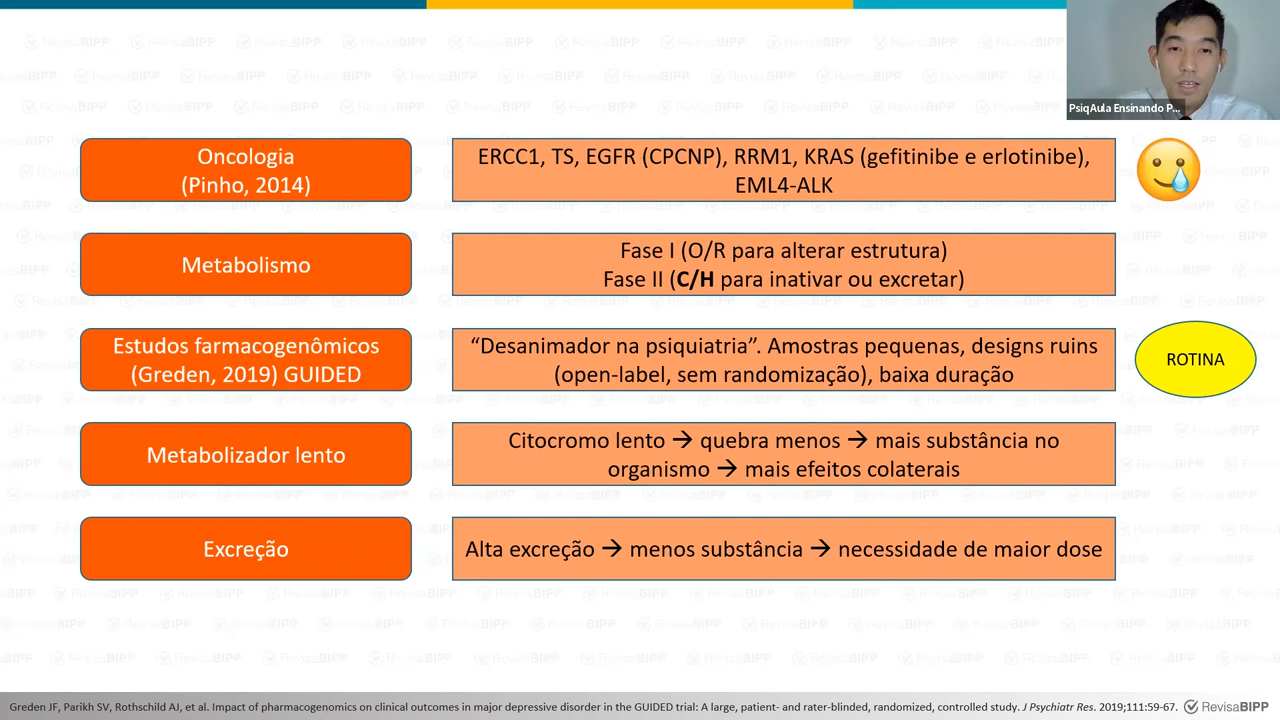 PsiqAula Ensinando P...
Oncologia
(Pinho, 2014)
ERCC1, TS, EGFR (CPCNP), RRM1, KRAS (gefitinibe e erlotinibe),
EML4-ALK
Metabolismo
Fase I (O/R para alterar estrutura)
Fase II (C/H para inativar ou excretar)
Estudos farmacogenômicos
(Greden, 2019) GUIDED
“Desanimador na psiquiatria”. Amostras pequenas, designs ruins
(open-label, sem randomização), baixa duração
ROTINA
Metabolizador lento
Citocromo lento → quebra menos → mais substância no
organismo → mais efeitos colaterais
Excreção
Alta excreção → menos substância → necessidade de maior dose
Greden JF, Parikh SV, Rothschild AJ, et al. Impact of pharmacogenomics on clinical outcomes in major depressive disorder in the GUIDED trial: A large, patient- and rater-blinded, randomized, controlled study. J Psychiatr Res. 2019;111:59-67.
RevisaBIPP